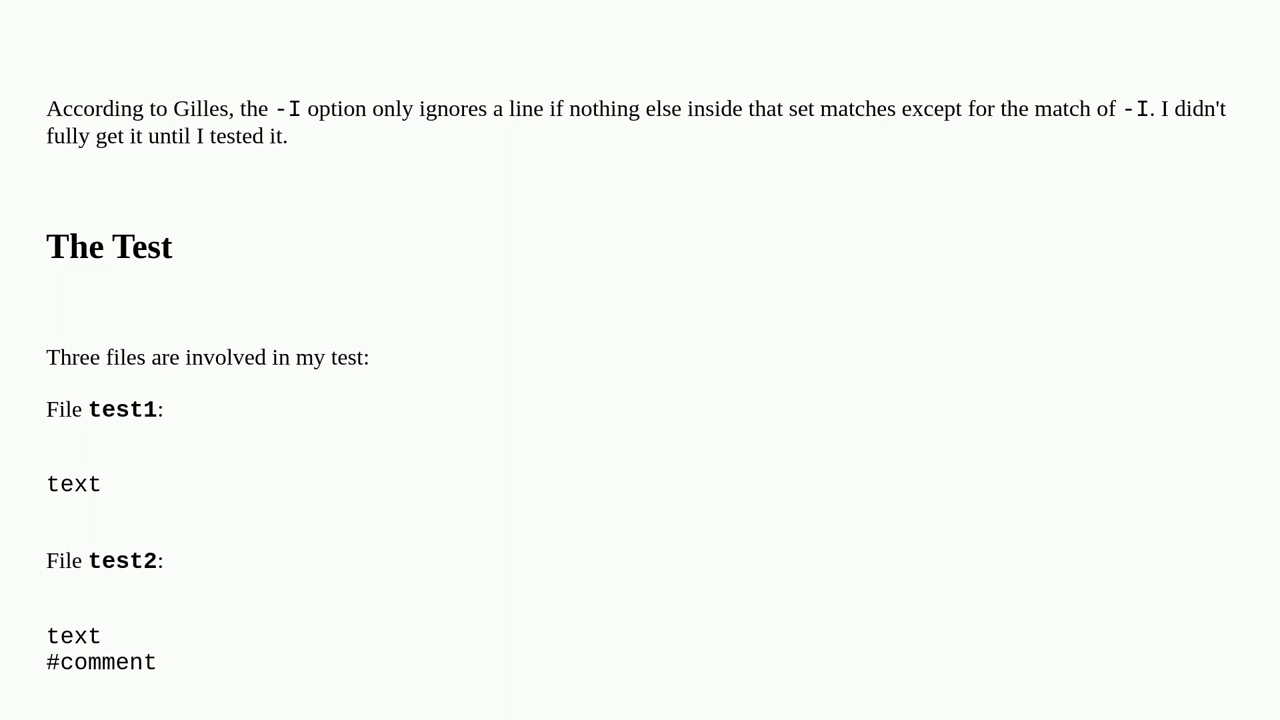 According to Gilles, the -I option only ignores a line if nothing else inside that set matches except for the match of -I. I didn't
fully get it until I tested it.
The Test
Three files are involved in my test:
File test1:
text
File test2:
text
#comment